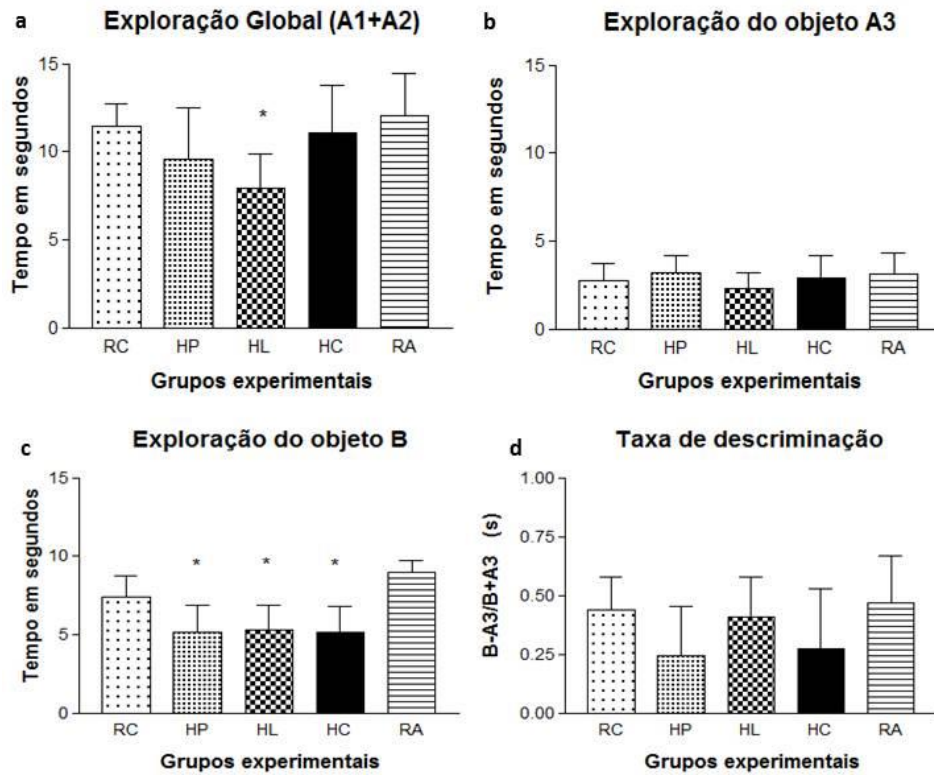 a
Exploração Global (A1+A2)
Tempo em segundos
15
10
5
0
*
RC HP HL HC RA
Grupos experimentais
b
Exploração do objeto A3
Tempo em segundos
15
10
5
0
RC HP HL HC RA
Grupos experimentais
c
Exploração do objeto B
Tempo em segundos
15
10
5
0
* * *
RC HP HL HC RA
Grupos experimentais
d
Taxa de descriminação
B-A3/B+A3 (s)
1.00
0.75
0.50
0.25
0.00
RC HP HL HC RA
Grupos experimentais